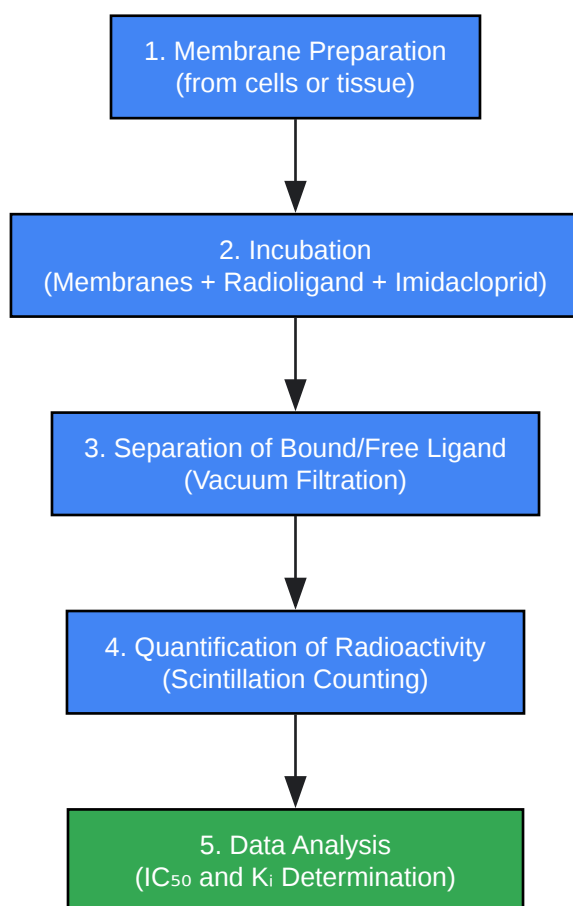 1. Membrane Preparation
(from cells or tissue)
2. Incubation
(Membranes + Radioligand + Imidacloprid)
3. Separation of Bound/Free Ligand
(Vacuum Filtration)
4. Quantification of Radioactivity
(Scintillation Counting)
5. Data Analysis
(IC₅₀ and Kᵢ Determination)